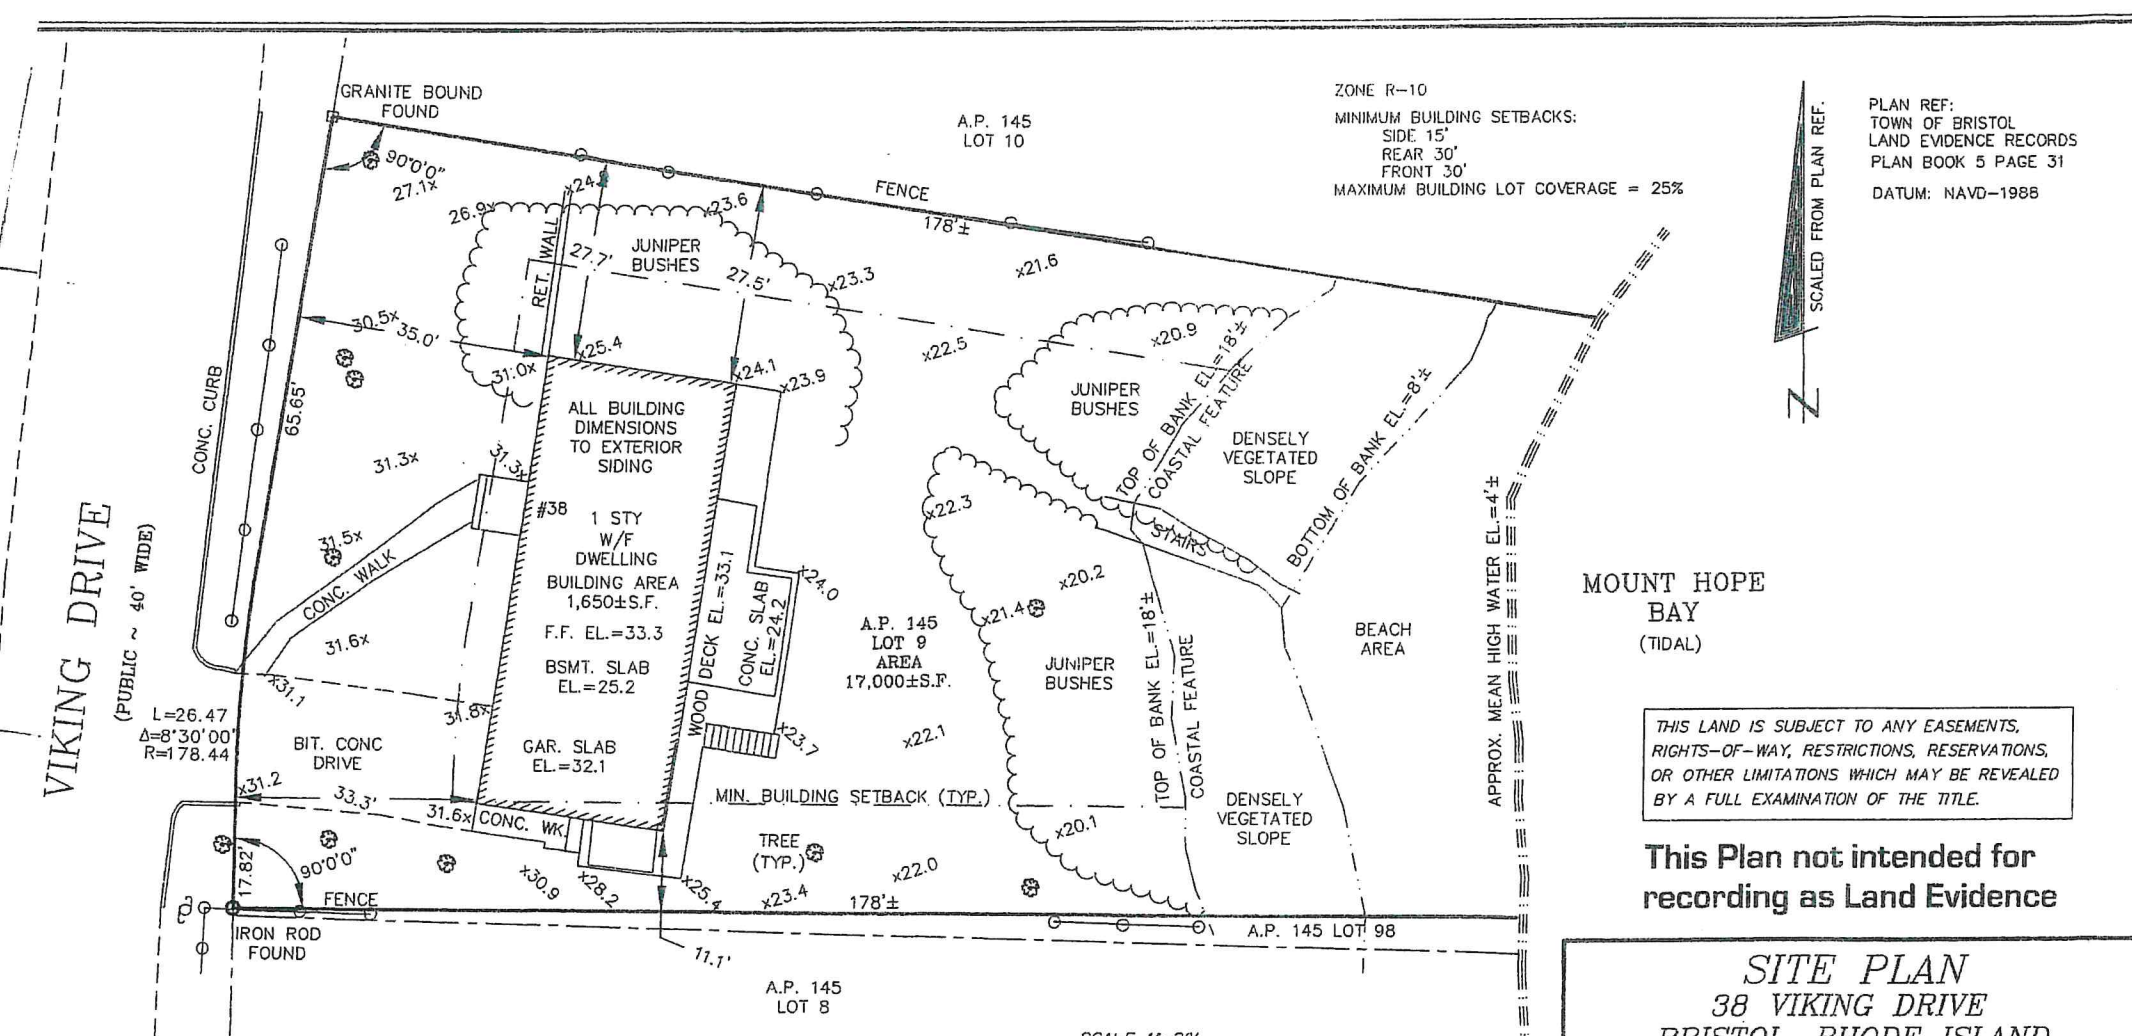 GRANITE BOUND
FOUND
90°0'0"
27.1x
26.9x
x23.6
A.P. 145
LOT 10
FENCE
178'±
ZONE R-10
MINIMUM BUILDING SETBACKS:
SIDE 15'
REAR 30'
FRONT 30'
MAXIMUM BUILDING LOT COVERAGE = 25%
SCALED FROM PLAN REF.
N
PLAN REF:
TOWN OF BRISTOL
LAND EVIDENCE RECORDS
PLAN BOOK 5 PAGE 31
DATUM: NAVD-1988
RET. WALL
27.7'
JUNIPER
BUSHES
27.5'
x23.3
x21.6
30.5x
35.0'
x25.4
31.0x
x24.1
x23.9
x22.5
x20.9
JUNIPER
BUSHES
TOP OF BANK EL.=18'±
COASTAL FEATURE
DENSELY
VEGETATED
SLOPE
BOTTOM OF BANK EL.=8'±
CONC. CURB
65.65'
ALL BUILDING
DIMENSIONS
TO EXTERIOR
SIDING
31.3x
31.3x
#38
1 STY
W/F
DWELLING
BUILDING AREA
1,650±S.F.
F.F. EL.=33.3
BSMT. SLAB
EL.=25.2
GAR. SLAB
EL.=32.1
31.5x
CONC. WALK
31.6x
x31.1
31.8x
WOOD DECK EL.=33.1
CONC. SLAB
EL.=24.2
x24.0
x23.7
x22.3
STAIRS
x20.2
x21.4
A.P. 145
LOT 9
AREA
17,000±S.F.
JUNIPER
BUSHES
TOP OF BANK EL.=18'±
COASTAL FEATURE
BEACH
AREA
APPROX. MEAN HIGH WATER EL.=4'±
MOUNT HOPE
BAY
(TIDAL)
VIKING DRIVE
(PUBLIC ~ 40' WIDE)
L=26.47
Δ=8°30'00"
R=178.44
BIT. CONC
DRIVE
x31.2
33.3'
31.6x
CONC. WK.
x22.1
MIN. BUILDING SETBACK (TYP.)
TREE
(TYP.)
x20.1
DENSELY
VEGETATED
SLOPE
THIS LAND IS SUBJECT TO ANY EASEMENTS,
RIGHTS-OF-WAY, RESTRICTIONS, RESERVATIONS,
OR OTHER LIMITATIONS WHICH MAY BE REVEALED
BY A FULL EXAMINATION OF THE TITLE.
This Plan not intended for
recording as Land Evidence
17.82'
90°0'0"
FENCE
x30.9
x28.2
x25.4
x23.4
x22.0
178'±
IRON ROD
FOUND
11.1'
A.P. 145 LOT 98
A.P. 145
LOT 8
SITE PLAN
38 VIKING DRIVE
BRISTOL, RHODE ISLAND